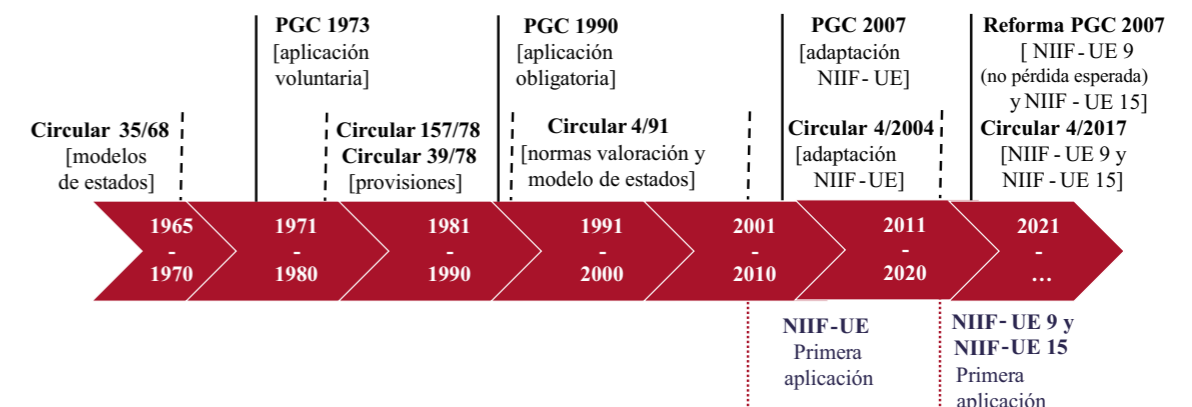 PGC 1973
[aplicación
voluntaria]
PGC 1990
[aplicación
obligatoria]
PGC 2007
[adaptación
NIIF - UE]
Reforma PGC 2007
[ NIIF - UE 9
(no pérdida esperada)
y NIIF - UE 15]
Circular 35/68
[modelos
de estados]
Circular 157/78
Circular 39/78
[provisiones]
Circular 4/91
[normas valoración y
modelo de estados]
Circular 4/2004
[adaptación
NIIF-UE]
Circular 4/2017
[NIIF-UE 9 y
NIIF-UE 15]
1965
-
1970
1971
-
1980
1981
-
1990
1991
-
2000
2001
-
2010
2011
-
2020
2021
-
...
NIIF-UE
Primera
aplicación
NIIF- UE 9 y
NIIF-UE 15
Primera
aplicación